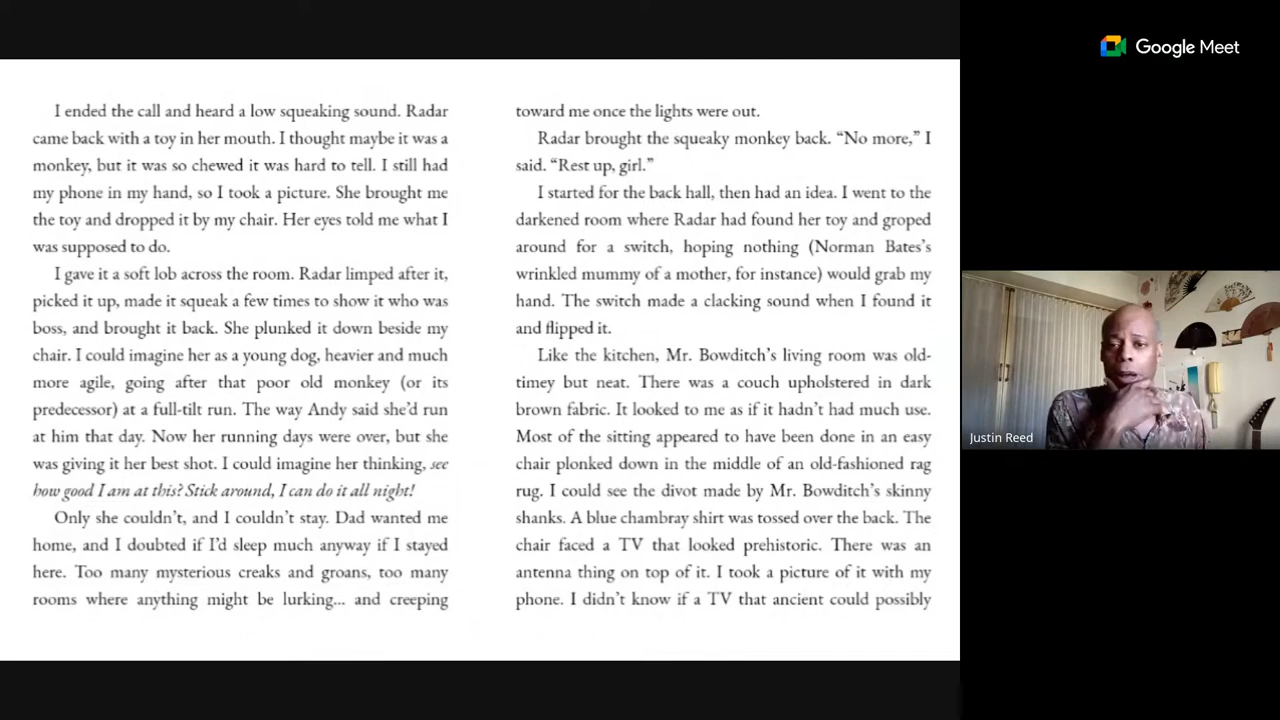 I ended the call and heard a low squeaking sound. Radar
came back with a toy in her mouth. I thought maybe it was a
monkey, but it was so chewed it was hard to tell. I still had
my phone in my hand, so I took a picture. She brought me
the toy and dropped it by my chair. Her eyes told me what I
was supposed to do.
I gave it a soft lob across the room. Radar limped after it,
picked it up, made it squeak a few times to show it who was
boss, and brought it back. She plunked it down beside my
chair. I could imagine her as a young dog, heavier and much
more agile, going after that poor old monkey (or its
predecessor) at a full-tilt run. The way Andy said she’d run
at him that day. Now her running days were over, but she
was giving it her best shot. I could imagine her thinking, see
how good I am at this? Stick around, I can do it all night!
Only she couldn’t, and I couldn’t stay. Dad wanted me
home, and I doubted if I’d sleep much anyway if I stayed
here. Too many mysterious creaks and groans, too many
rooms where anything might be lurking... and creeping
toward me once the lights were out.
Radar brought the squeaky monkey back. “No more,” I
said. “Rest up, girl.”
I started for the back hall, then had an idea. I went to the
darkened room where Radar had found her toy and groped
around for a switch, hoping nothing (Norman Bates’s
wrinkled mummy of a mother, for instance) would grab my
hand. The switch made a clacking sound when I found it
and flipped it.
Like the kitchen, Mr. Bowditch’s living room was old-
timey but neat. There was a couch upholstered in dark
brown fabric. It looked to me as if it hadn’t had much use.
Most of the sitting appeared to have been done in an easy
chair plonked down in the middle of an old-fashioned rag
rug. I could see the divot made by Mr. Bowditch’s skinny
shanks. A blue chambray shirt was tossed over the back. The
chair faced a TV that looked prehistoric. There was an
antenna thing on top of it. I took a picture of it with my
phone. I didn’t know if a TV that ancient could possibly
Google Meet
Justin Reed